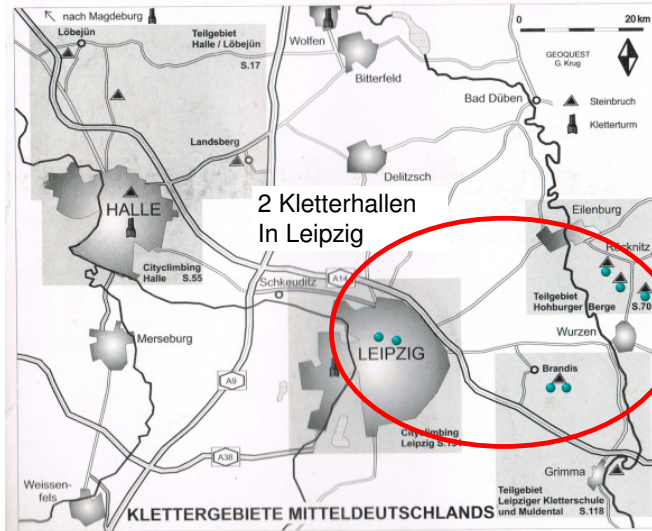 nach Magdeburg
Löbejün
Teilgebiet
Halle / Löbejün
S.17
Wolfen
Bitterfeld
0 20 km
GEOQUEST
G. Krug
Bad Düben
Steinbruch
Kletterturm
Landsberg
Delitzsch
HALLE
2 Kletterhallen
In Leipzig
Eilenburg
Röcknitz
Cityclimbing
Halle S.55
Schkeuditz
A14
Teilgebiet
Hohburger Berge S.70
Merseburg
LEIPZIG
Wurzen
A9
Brandis
Cityclimbing
Leipzig S.151
A38
Grimma
Weissen-
fels
Teilgebiet
Leipziger Kletterschule
und Muldental S.118
KLETTERGEBIETE MITTELDEUTSCHLANDS